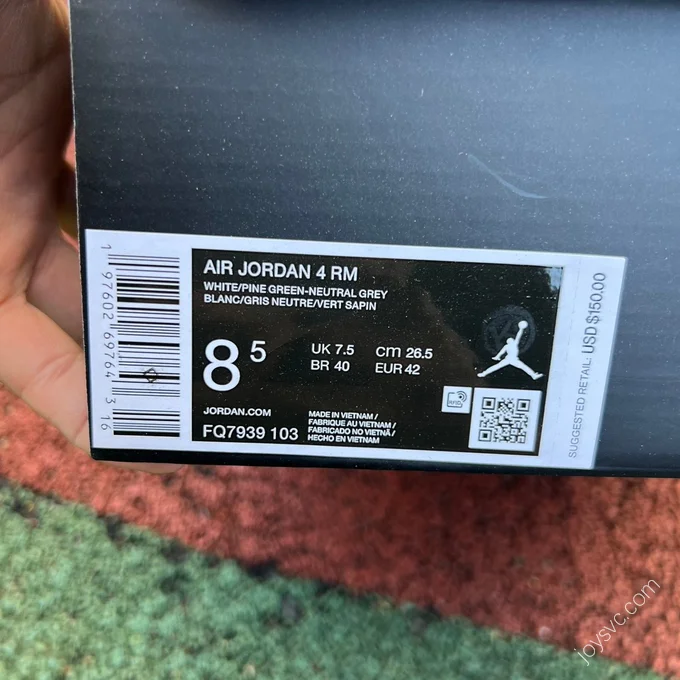 AIR JORDAN 4 RM
WHITE/PINE GREEN-NEUTRAL GREY
BLANC/GRIS NEUTRE/VERT SAPIN
8 5
UK 7.5 cm 26.5
BR 40 EUR 42
JORDAN.COM
FQ7939 103
MADE IN VIETNAM /
FABRIQUE AU VIETNAM /
FABRICADO NO VIETNÃ /
HECHO EN VIETNAM
RFID
1 97602 69764 3 16
SUGGESTED RETAIL: USD $150.00
joysvc.com